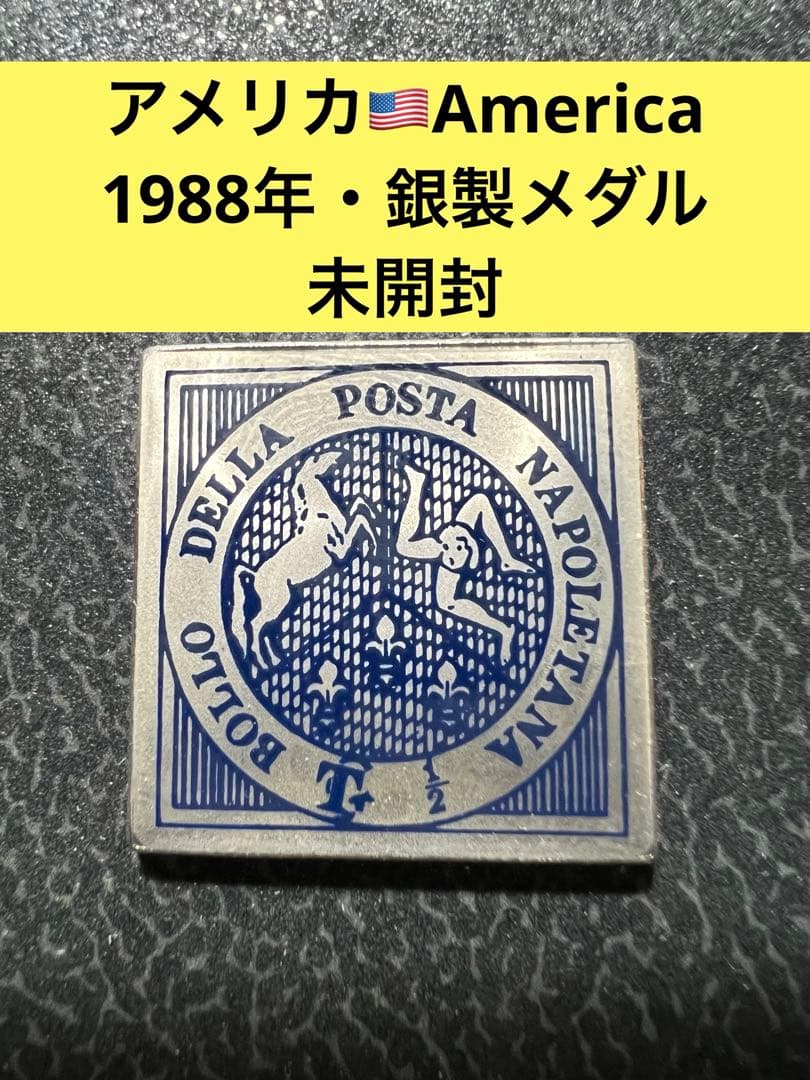 アメリカ🇺🇸America
1988年・銀製メダル
未開封
BOLLO DELLA POSTA NAPOLETANA
T 1/2